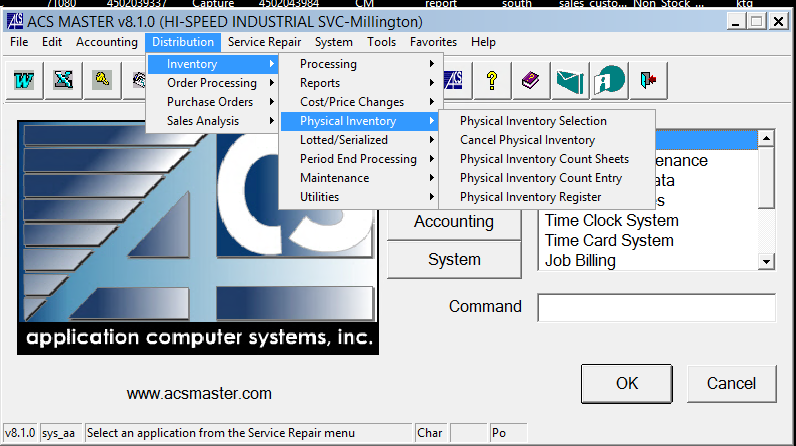 71080 4502039337 Capture 4502043984 CM report south sales_custo... Non_Stock_... ktg
ACS MASTER v8.1.0 (HI-SPEED INDUSTRIAL SVC-Millington)
File Edit Accounting Distribution Service Repair System Tools Favorites Help
Inventory
Order Processing
Purchase Orders
Sales Analysis
Processing
Reports
Cost/Price Changes
Physical Inventory
Lotted/Serialized
Period End Processing
Maintenance
Utilities
Physical Inventory Selection
Cancel Physical Inventory
Physical Inventory Count Sheets
Physical Inventory Count Entry
Physical Inventory Register
ACS
application computer systems, inc.
www.acsmaster.com
Accounting
System
Time Clock System
Time Card System
Job Billing
Command
OK Cancel
v8.1.0 sys_aa Select an application from the Service Repair menu Char Po